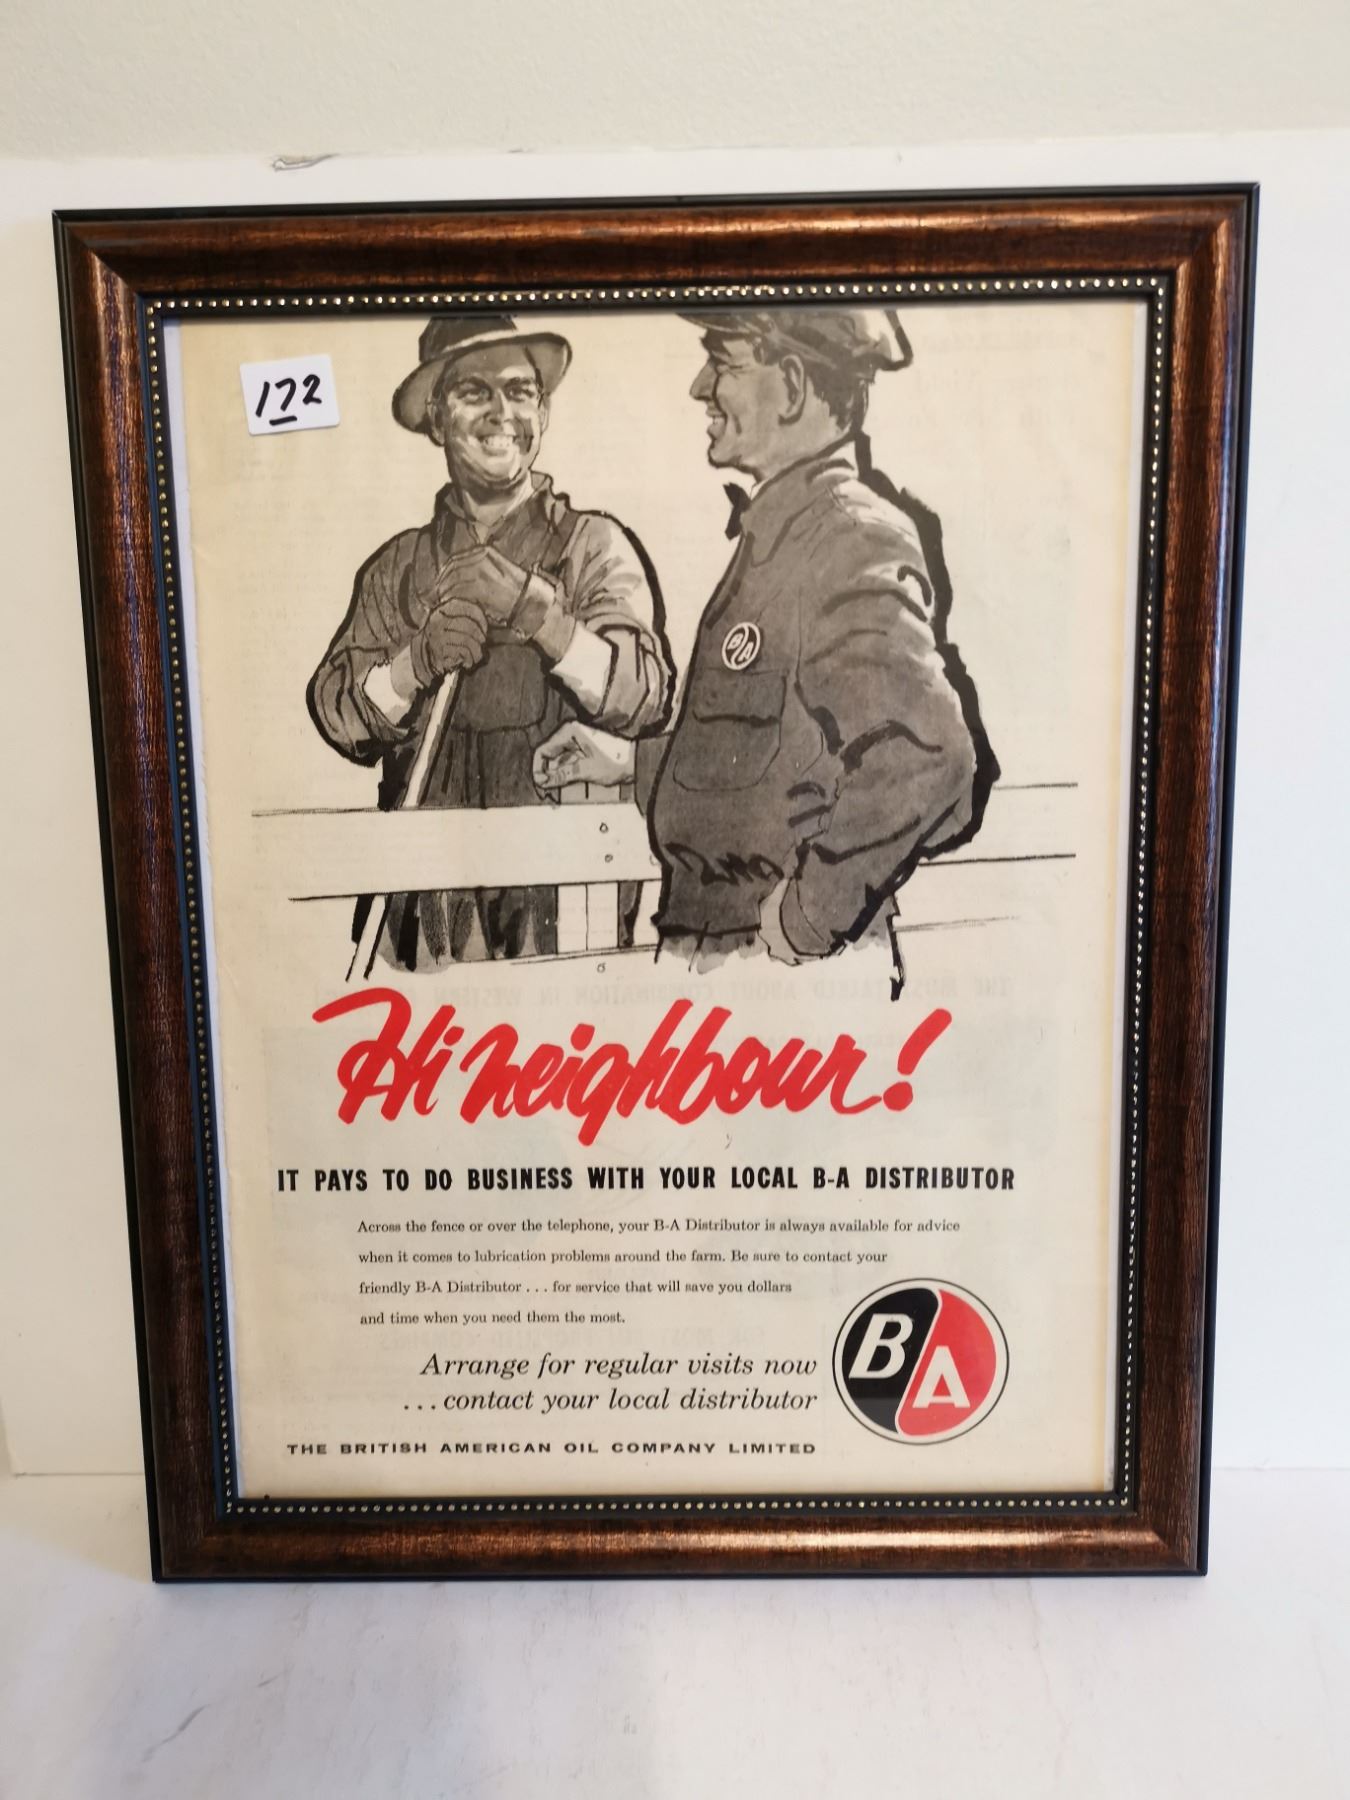 172
BA
Hi neighbour!
IT PAYS TO DO BUSINESS WITH YOUR LOCAL B-A DISTRIBUTOR
Across the fence or over the telephone, your B-A Distributor is always available for advice
when it comes to lubrication problems around the farm. Be sure to contact your
friendly B-A Distributor . . . for service that will save you dollars
and time when you need them the most.
Arrange for regular visits now
. . . contact your local distributor
BA
THE BRITISH AMERICAN OIL COMPANY LIMITED